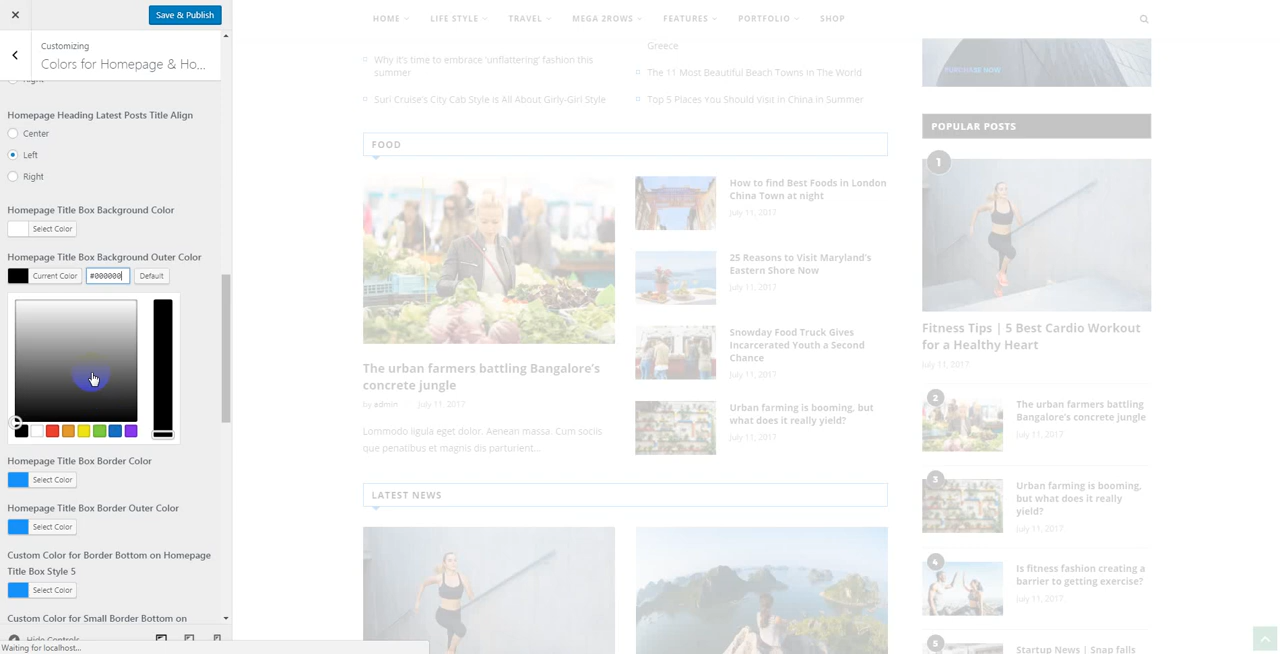 Save & Publish
Customizing
Colors for Homepage & Ho...
Right
Homepage Heading Latest Posts Title Align
Center
Left
Right
Homepage Title Box Background Color
Select Color
Homepage Title Box Background Outer Color
Current Color
#000000
Default
Homepage Title Box Border Color
Select Color
Homepage Title Box Border Outer Color
Select Color
Custom Color for Border Bottom on Homepage
Title Box Style 5
Select Color
Custom Color for Small Border Bottom on
Hide Controls
Waiting for localhost...
HOME
LIFE STYLE
TRAVEL
MEGA 2ROWS
FEATURES
PORTFOLIO
SHOP
Why it's time to embrace 'unflattering' fashion this
summer
Suri Cruise's City Cab Style is All About Girly-Girl Style
Greece
The 11 Most Beautiful Beach Towns In The World
Top 5 Places You Should Visit in China in Summer
FOOD
The urban farmers battling Bangalore's
concrete jungle
by admin
July 11, 2017
Lommodo ligula eget dolor. Aenean massa. Cum sociis
que penatibus et magnis dis parturient...
How to find Best Foods in London
China Town at night
July 11, 2017
25 Reasons to Visit Maryland's
Eastern Shore Now
July 11, 2017
Snowday Food Truck Gives
Incarcerated Youth a Second
Chance
July 11, 2017
Urban farming is booming, but
what does it really yield?
July 11, 2017
LATEST NEWS
PURCHASE NOW
POPULAR POSTS
1
Fitness Tips | 5 Best Cardio Workout
for a Healthy Heart
July 11, 2017
2
The urban farmers battling
Bangalore's concrete jungle
July 11, 2017
3
Urban farming is booming,
but what does it really
yield?
July 11, 2017
4
Is fitness fashion creating a
barrier to getting exercise?
July 11, 2017
5
Startup News | Snap falls